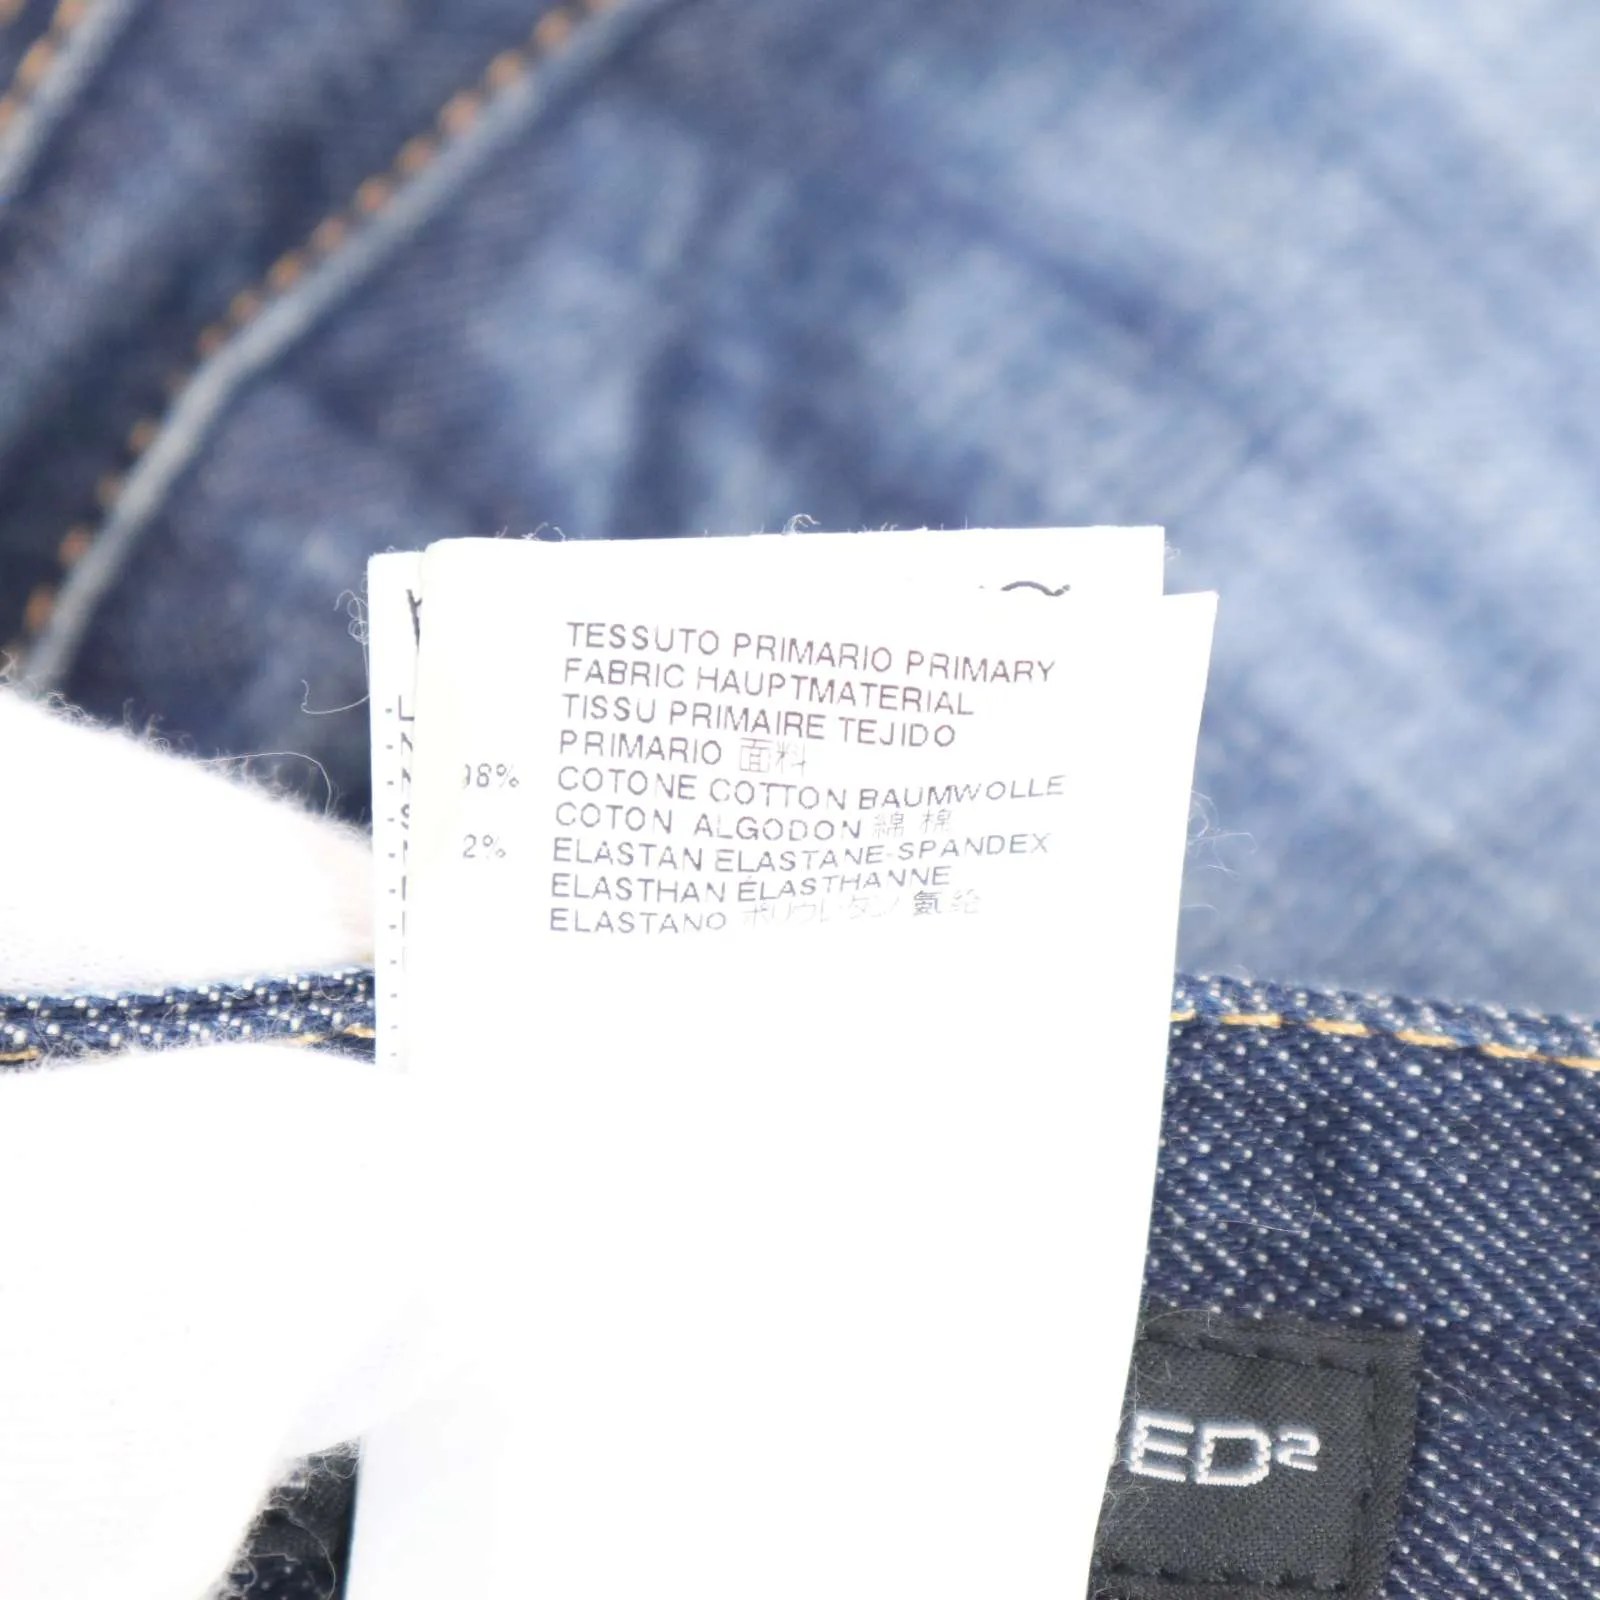 TESSUTO PRIMARIO PRIMARY
FABRIC HAUPTMATERIAL
TISSU PRIMAIRE TEJIDO
PRIMARIO 面料
98% COTONE COTTON BAUMWOLLE
COTON ALGODON 綿 棉
2% ELASTAN ELASTANE-SPANDEX
ELASTHAN ÉLASTHANNE
ELASTANO ポリウレタン 氨纶
ED²